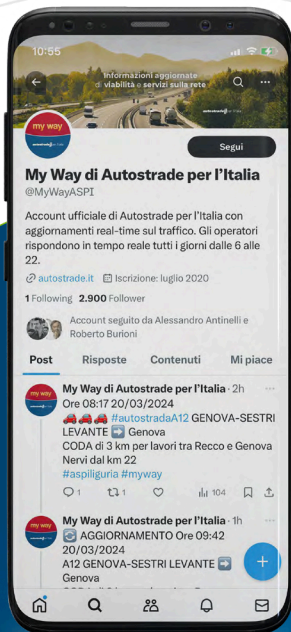 10:55
Informazioni aggiornate
di viabilità e servizi sulla rete
my way
Segui
My Way di Autostrade per l'Italia
@MyWayASPI
Account ufficiale di Autostrade per l'Italia con
aggiornamenti real-time sul traffico. Gli operatori
rispondono in tempo reale tutti i giorni dalle 6 alle
22.
autostrade.it Iscrizione: luglio 2020
1 Following 2.900 Follower
Account seguito da Alessandro Antinelli e
Roberto Burioni
Post Risposte Contenuti Mi piace
my way
My Way di Autostrade per l'Italia · 2h
Ore 08:17 20/03/2024
🚗🚗🚗 #autostradaA12 GENOVA-SESTRI
LEVANTE ➡️ Genova
CODA di 3 km per lavori tra Recco e Genova
Nervi dal km 22
#aspiliguria #myway
1 1 104
my way
My Way di Autostrade per l'Italia · 1h
🔄 AGGIORNAMENTO Ore 09:42
20/03/2024
A12 GENOVA-SESTRI LEVANTE ➡️
Genova